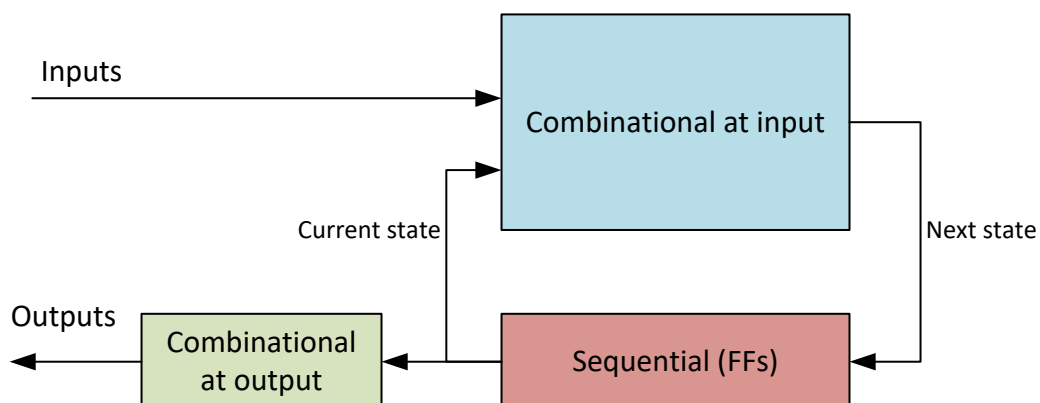 Inputs
Combinational at input
Current state
Next state
Outputs
Combinational
at output
Sequential (FFs)